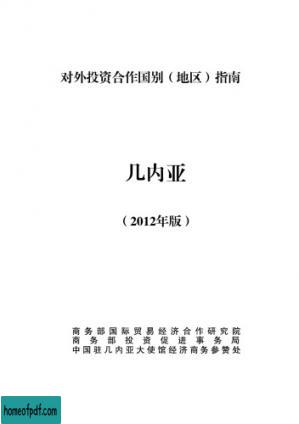 对外投资合作国别（地区）指南
几内亚
（2012年版）
商务部国际贸易经济合作研究院
商务部投资促进事务局
中国驻几内亚大使馆经济商务参赞处
homeofpdf.com